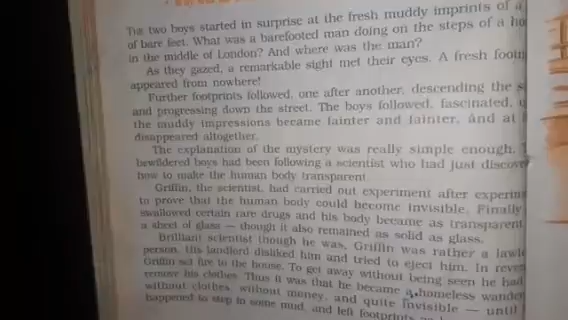 THE two boys started in surprise at the fresh muddy imprints of a
of bare feet. What was a barefooted man doing on the steps of a
in the middle of London? And where was the man?
As they gazed, a remarkable sight met their eyes. A fresh
appeared from nowhere!
Further footprints followed, one after another, descending the
and progressing down the street. The boys followed, fascinated,
the muddy impressions became fainter and fainter, and at
disappeared altogether.
The explanation of the mystery was really simple enough.
bewildered boys had been following a scientist who had just
how to make the human body transparent.
Griffin, the scientist, had carried out experiment after
to prove that the human body could become invisible. Finally
swallowed certain rare drugs and his body became as transparent
a sheet of glass — though it also remained as solid as glass.
Brilliant scientist though he was, Griffin was rather a
person. His landlord disliked him and tried to eject him. In
Griffin set fire to the house. To get away without being seen he had
remove his clothes. Thus it was that he became a homeless
without clothes, without money, and quite invisible — until
happened to step in some mud, and left footprints